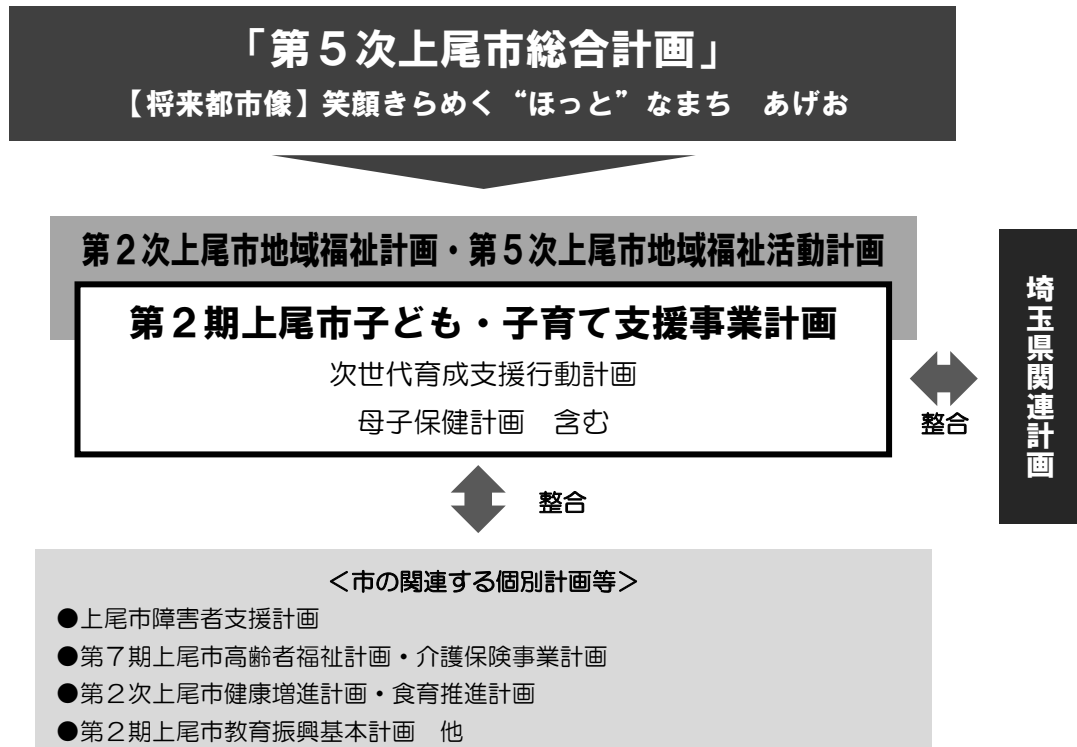 「第５次上尾市総合計画」
【将来都市像】笑顔きらめく“ほっと”なまち　あげお
第２次上尾市地域福祉計画・第５次上尾市地域福祉活動計画
第２期上尾市子ども・子育て支援事業計画
次世代育成支援行動計画
母子保健計画　含む
整合
埼玉県関連計画
整合
＜市の関連する個別計画等＞
●上尾市障害者支援計画
●第７期上尾市高齢者福祉計画・介護保険事業計画
●第２次上尾市健康増進計画・食育推進計画
●第２期上尾市教育振興基本計画　他